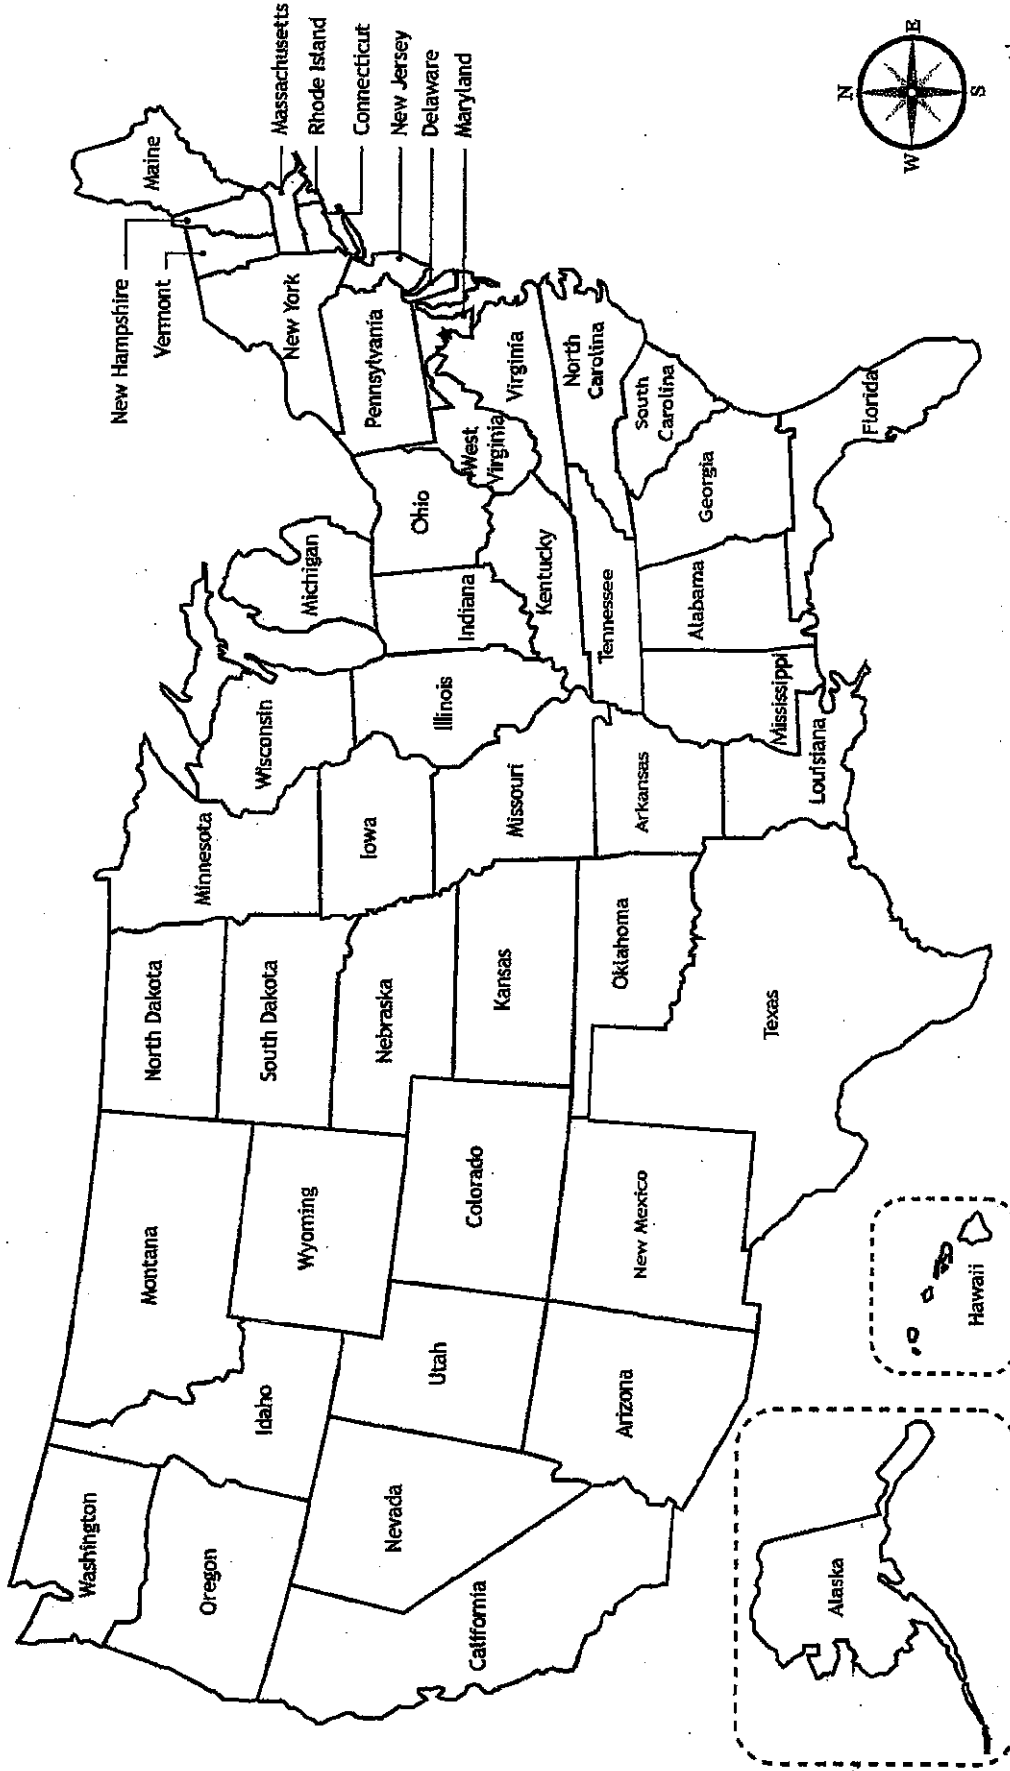 Washington
Oregon
California
Nevada
Idaho
Montana
Wyoming
Utah
Arizona
Colorado
New Mexico
North Dakota
South Dakota
Nebraska
Kansas
Oklahoma
Texas
Minnesota
Iowa
Missouri
Arkansas
Louisiana
Wisconsin
Illinois
Mississippi
Michigan
Indiana
Kentucky
Tennessee
Alabama
Ohio
West
Virginia
Georgia
Florida
South
Carolina
North
Carolina
Virginia
Pennsylvania
New York
New Hampshire
Vermont
Maine
Massachusetts
Rhode Island
Connecticut
New Jersey
Delaware
Maryland
Alaska
Hawaii
N
W
E
S